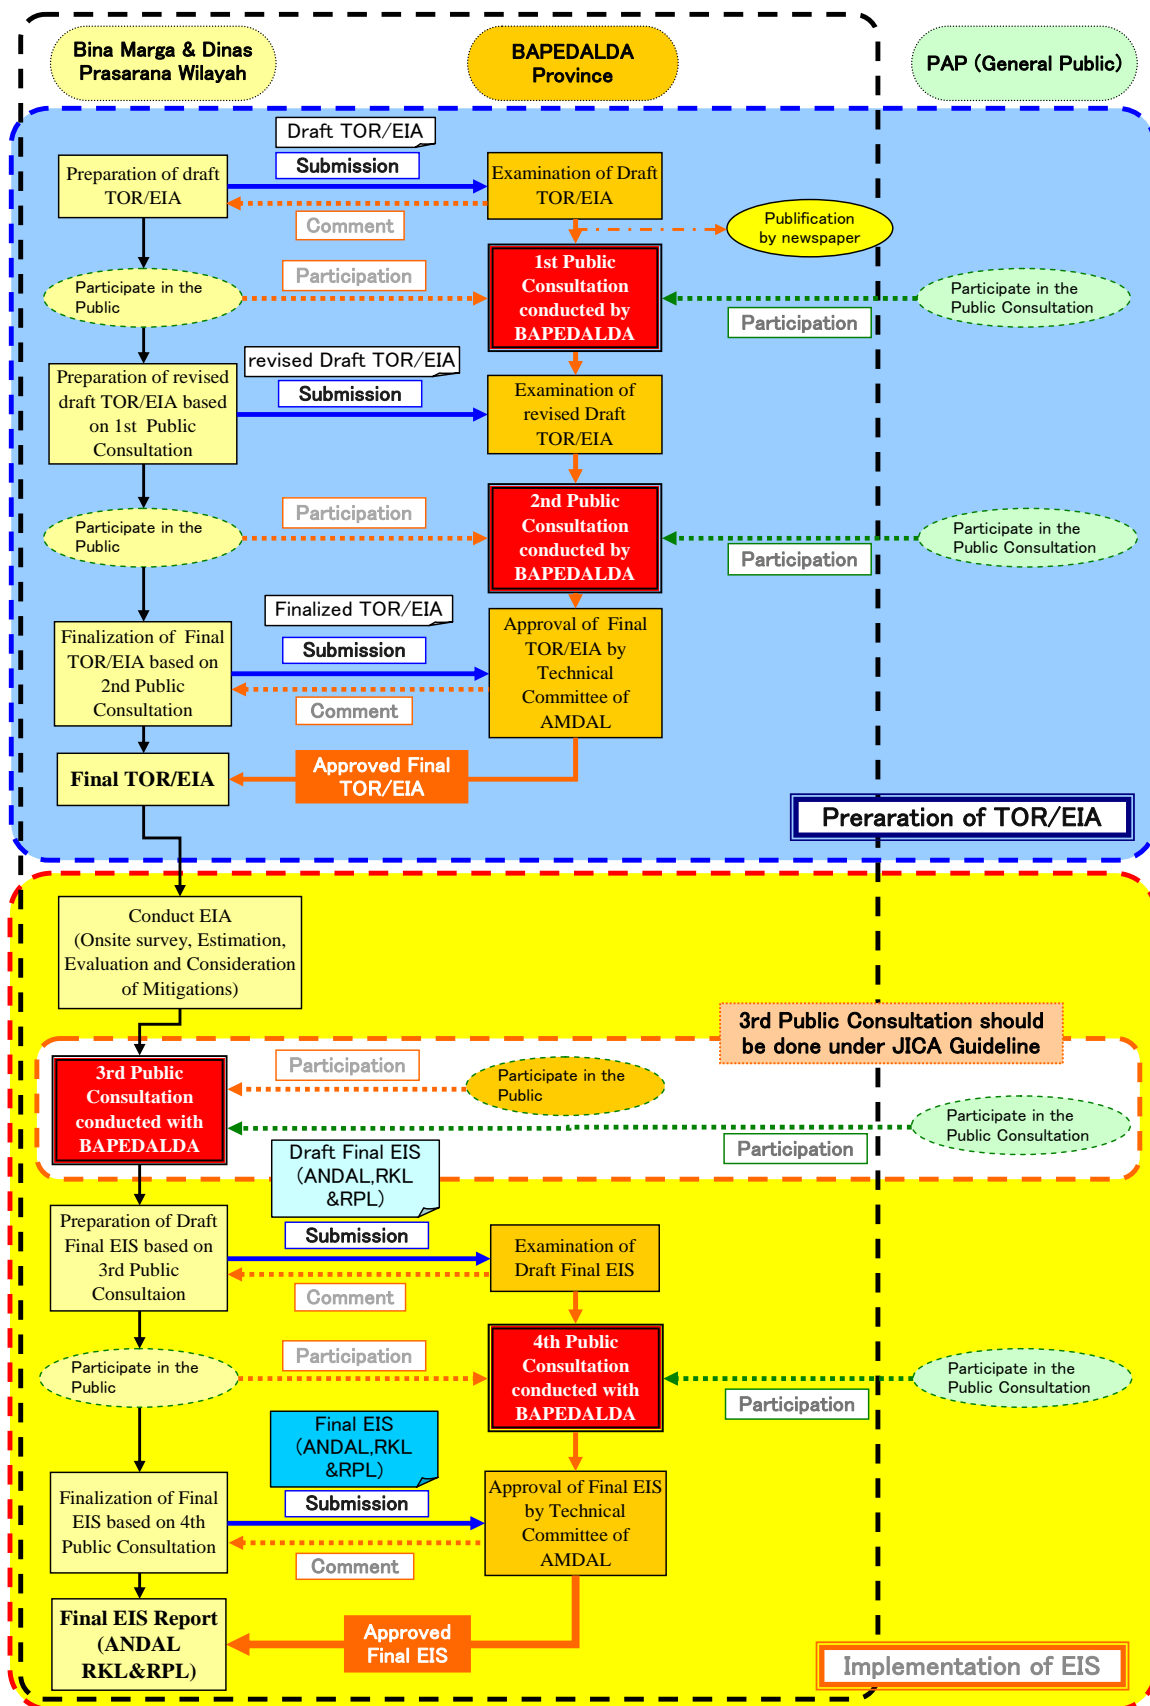 Bina Marga & Dinas
Prasarana Wilayah
BAPEDALDA
Province
PAP (General Public)
Draft TOR/EIA
Submission
Preparation of draft
TOR/EIA
Examination of Draft
TOR/EIA
Comment
Publification
by newspaper
1st Public
Consultation
conducted by
BAPEDALDA
Participate in the
Public
Participation
Participate in the
Public Consultation
Participation
revised Draft TOR/EIA
Submission
Preparation of revised
draft TOR/EIA based
on 1st Public
Consultation
Examination of
revised Draft
TOR/EIA
2nd Public
Consultation
conducted by
BAPEDALDA
Participation
Participate in the
Public
Participate in the
Public Consultation
Participation
Finalized TOR/EIA
Submission
Finalization of Final
TOR/EIA based on
2nd Public
Consultation
Approval of Final
TOR/EIA by
Technical
Committee of
AMDAL
Comment
Final TOR/EIA
Approved Final
TOR/EIA
Preraration of TOR/EIA
Conduct EIA
(Onsite survey, Estimation,
Evaluation and Consideration
of Mitigations)
3rd Public Consultation should
be done under JICA Guideline
3rd Public
Consultation
conducted with
BAPEDALDA
Participation
Participate in the
Public
Participate in the
Public Consultation
Participation
Draft Final EIS
(ANDAL,RKL
&RPL)
Submission
Preparation of Draft
Final EIS based on
3rd Public
Consultaion
Examination of
Draft Final EIS
Comment
4th Public
Consultation
conducted with
BAPEDALDA
Participation
Participate in the
Public
Participate in the
Public Consultation
Participation
Final EIS
(ANDAL,RKL
&RPL)
Submission
Finalization of Final
EIS based on 4th
Public Consultation
Approval of Final EIS
by Technical
Committee of
AMDAL
Comment
Final EIS Report
(ANDAL
RKL&RPL)
Approved
Final EIS
Implementation of EIS